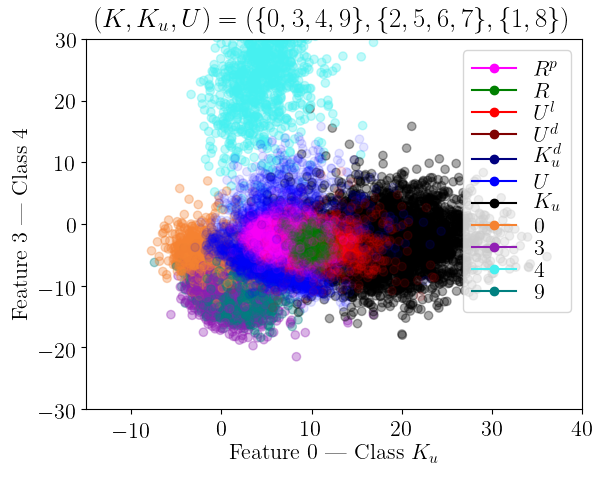 (K, K_u, U) = ({0, 3, 4, 9}, {2, 5, 6, 7}, {1, 8})
Feature 3 — Class 4
30
20
10
0
−10
−20
−30
R^p
R
U^l
U^d
K_u^d
U
K_u
0
3
4
9
−10 0 10 20 30 40
Feature 0 — Class K_u